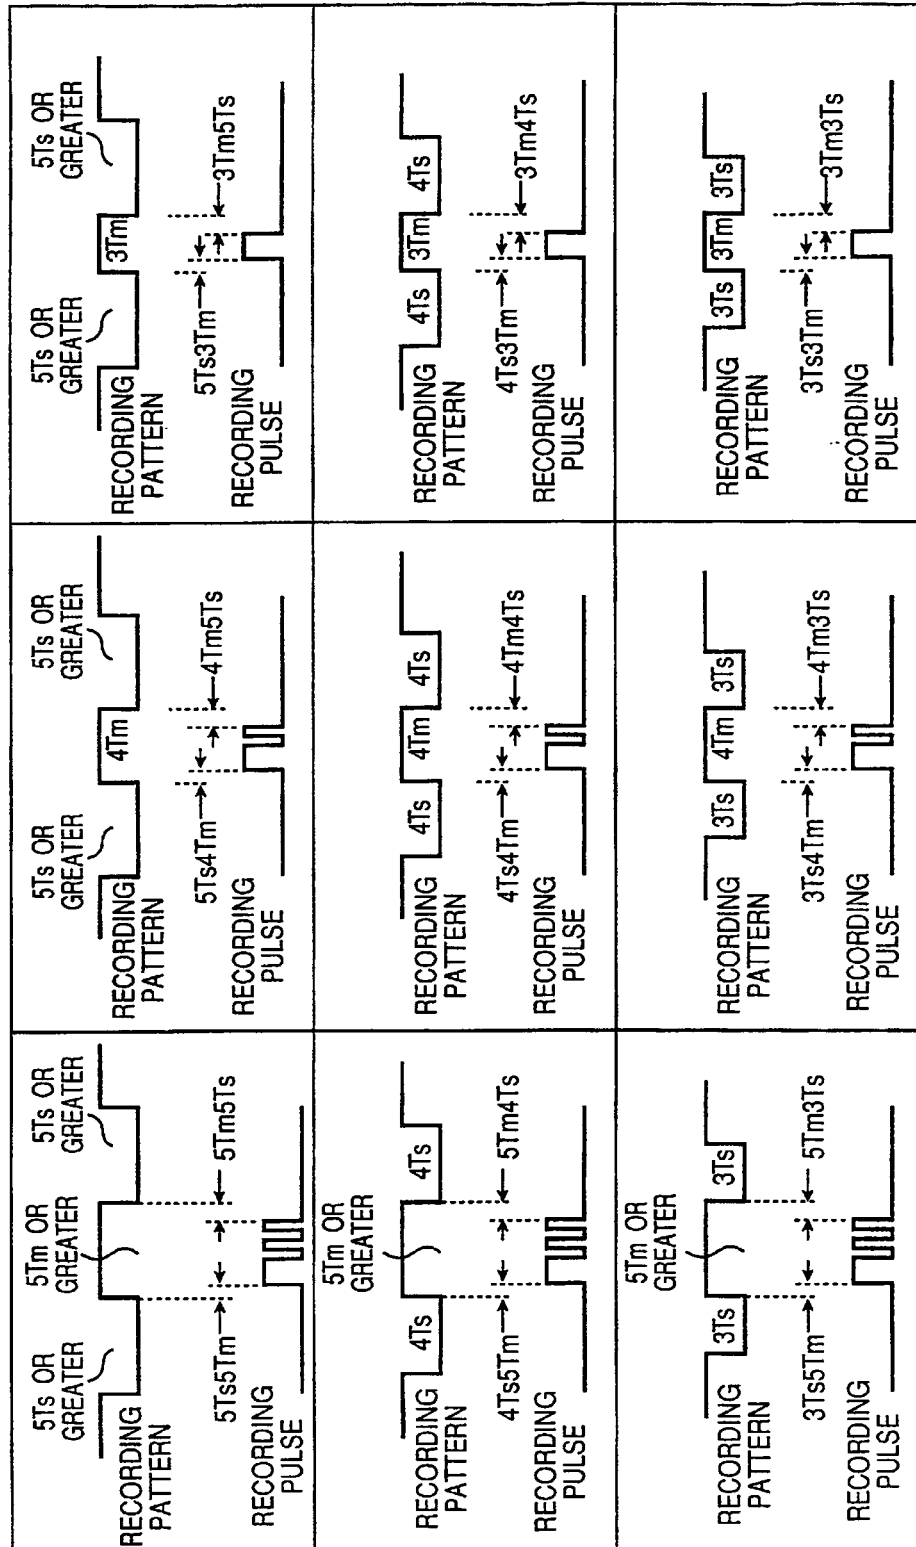 5Ts OR
GREATER
5Tm OR
GREATER
5Ts OR
GREATER
RECORDING
PATTERN
5Ts5Tm
5Tm5Ts
RECORDING
PULSE
5Ts OR
GREATER
4Tm
5Ts OR
GREATER
RECORDING
PATTERN
5Ts4Tm
4Tm5Ts
RECORDING
PULSE
5Ts OR
GREATER
3Tm
5Ts OR
GREATER
RECORDING
PATTERN
5Ts3Tm
3Tm5Ts
RECORDING
PULSE
5Tm OR
GREATER
4Ts
4Ts
RECORDING
PATTERN
4Ts5Tm
5Tm4Ts
RECORDING
PULSE
4Ts
4Tm
4Ts
RECORDING
PATTERN
4Ts4Tm
4Tm4Ts
RECORDING
PULSE
4Ts
3Tm
4Ts
RECORDING
PATTERN
4Ts3Tm
3Tm4Ts
RECORDING
PULSE
5Tm OR
GREATER
3Ts
3Ts
RECORDING
PATTERN
3Ts5Tm
5Tm3Ts
RECORDING
PULSE
3Ts
4Tm
3Ts
RECORDING
PATTERN
3Ts4Tm
4Tm3Ts
RECORDING
PULSE
3Ts
3Tm
3Ts
RECORDING
PATTERN
3Ts3Tm
3Tm3Ts
RECORDING
PULSE